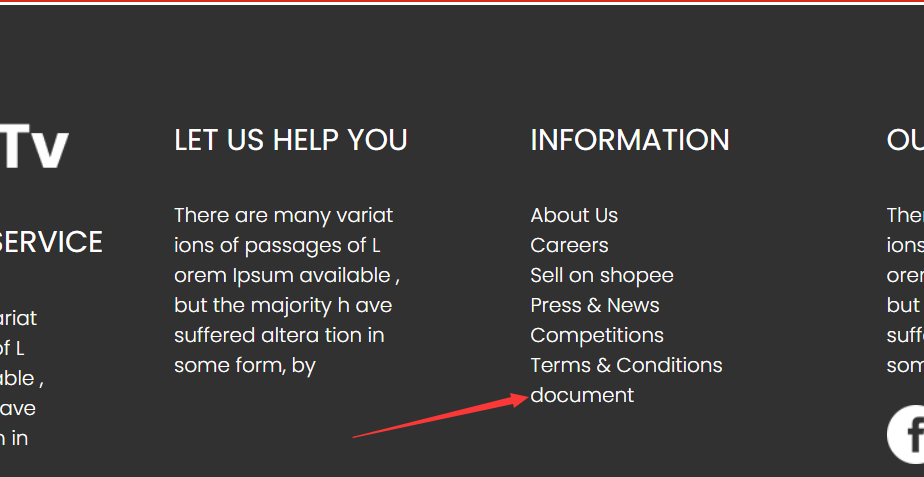 Tv
SERVICE
ariat
of L
able ,
ave
n in
LET US HELP YOU
There are many variat
ions of passages of L
orem Ipsum available ,
but the majority h ave
suffered altera tion in
some form, by
INFORMATION
About Us
Careers
Sell on shopee
Press & News
Competitions
Terms & Conditions
document
OU
Ther
ions
orer
but
suff
som
f